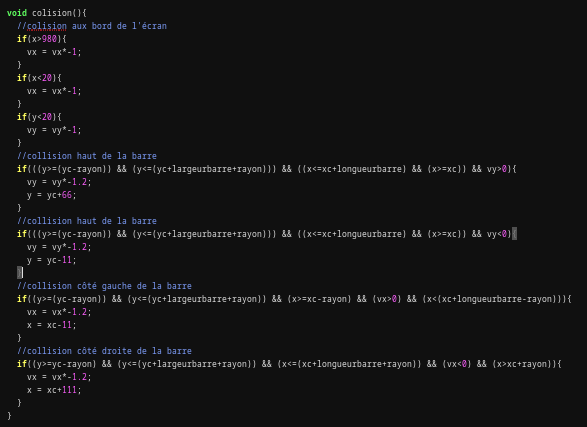 void colision(){
//colision aux bord de l'écran
if(x>980){
vx = vx*-1;
}
if(x<20){
vx = vx*-1;
}
if(y<20){
vy = vy*-1;
}
//collision haut de la barre
if(((y>=(yc-rayon)) && (y<=(yc+largeurbarre+rayon))) && ((x<=xc+longueurbarre) && (x>=xc)) && vy>0){
vy = vy*-1.2;
y = yc+66;
}
//collision haut de la barre
if(((y>=(yc-rayon)) && (y<=(yc+largeurbarre+rayon))) && ((x<=xc+longueurbarre) && (x>=xc)) && vy<0){
vy = vy*-1.2;
y = yc-11;
}
//collision côté gauche de la barre
if((y>=(yc-rayon)) && (y<=(yc+largeurbarre+rayon)) && (x>=xc-rayon) && (vx>0) && (x<(xc+longueurbarre-rayon))){
vx = vx*-1.2;
x = xc-11;
}
//collision côté droite de la barre
if((y>=yc-rayon) && (y<=(yc+largeurbarre+rayon)) && (x<=(xc+longueurbarre+rayon)) && (vx<0) && (x>xc+rayon)){
vx = vx*-1.2;
x = xc+111;
}
}